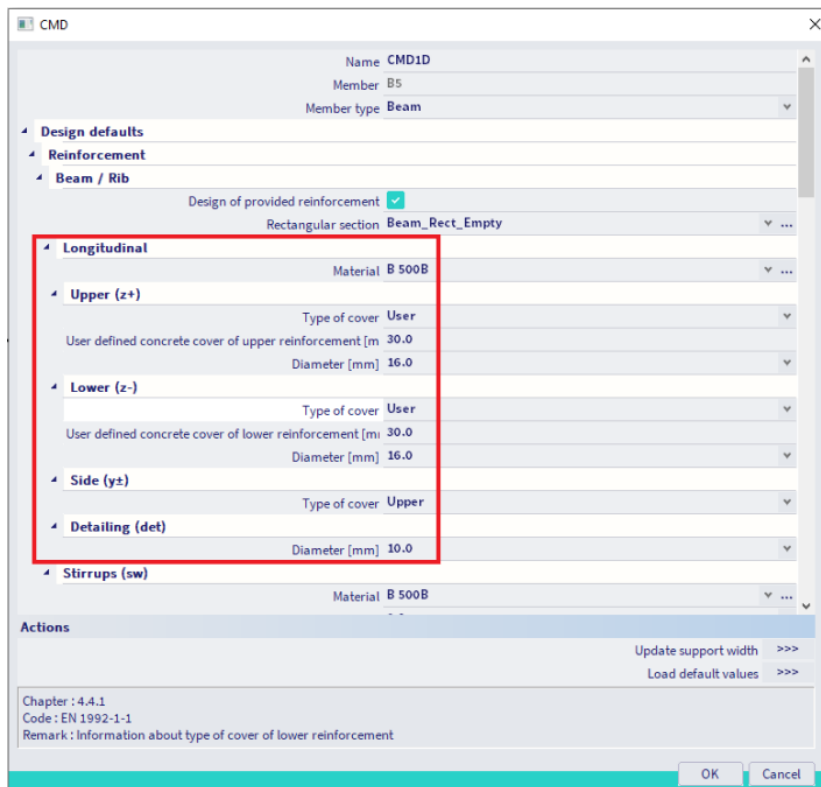 CMD
Name CMD1D
Member B5
Member type Beam
Design defaults
Reinforcement
Beam / Rib
Design of provided reinforcement
Rectangular section Beam_Rect_Empty ...
Longitudinal
Material B 500B ...
Upper (z+)
Type of cover User
User defined concrete cover of upper reinforcement [m 30.0
Diameter [mm] 16.0
Lower (z-)
Type of cover User
User defined concrete cover of lower reinforcement [m 30.0
Diameter [mm] 16.0
Side (y±)
Type of cover Upper
Detailing (det)
Diameter [mm] 10.0
Stirrups (sw)
Material B 500B ...
Actions
Update support width >>>
Load default values >>>
Chapter : 4.4.1
Code : EN 1992-1-1
Remark : Information about type of cover of lower reinforcement
OK Cancel